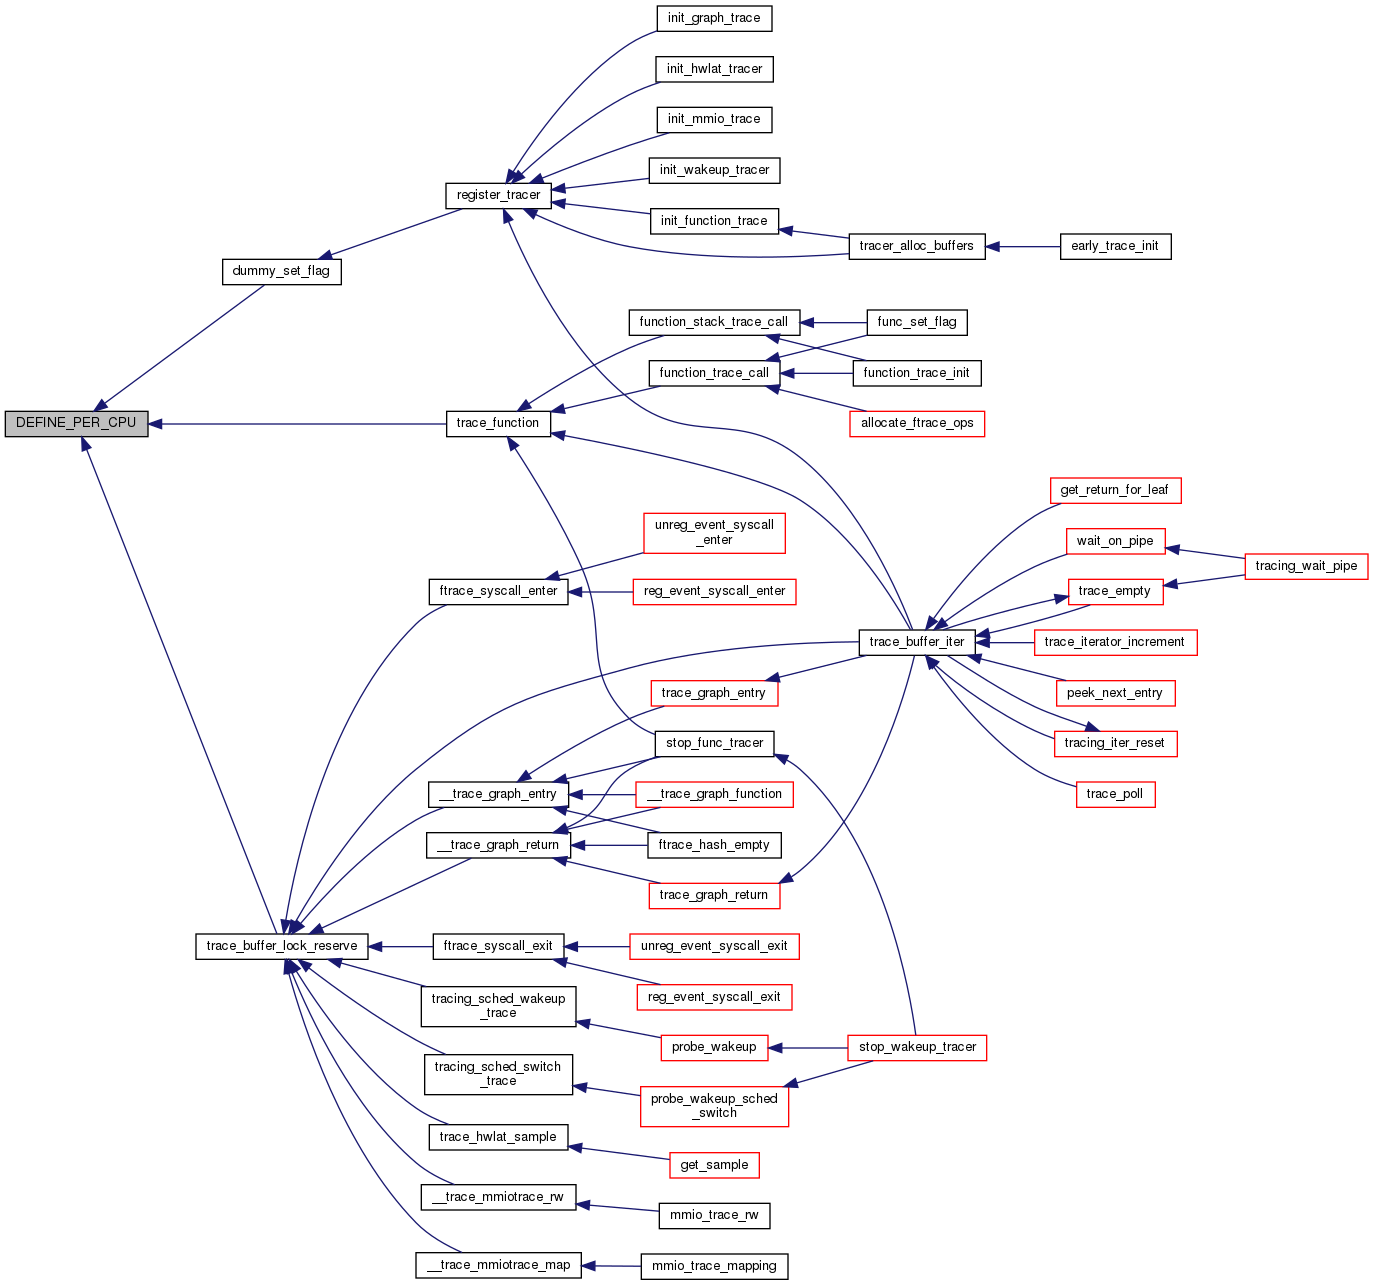 init_graph_trace
init_hwlat_tracer
init_mmio_trace
init_wakeup_tracer
register_tracer
init_function_trace
tracer_alloc_buffers
early_trace_init
dummy_set_flag
function_stack_trace_call
func_set_flag
function_trace_call
function_trace_init
DEFINE_PER_CPU
trace_function
allocate_ftrace_ops
get_return_for_leaf
unreg_event_syscall
_enter
wait_on_pipe
tracing_wait_pipe
ftrace_syscall_enter
reg_event_syscall_enter
trace_empty
trace_buffer_iter
trace_iterator_increment
trace_graph_entry
peek_next_entry
stop_func_tracer
tracing_iter_reset
__trace_graph_entry
__trace_graph_function
trace_poll
__trace_graph_return
ftrace_hash_empty
trace_graph_return
trace_buffer_lock_reserve
ftrace_syscall_exit
unreg_event_syscall_exit
tracing_sched_wakeup
_trace
reg_event_syscall_exit
probe_wakeup
stop_wakeup_tracer
tracing_sched_switch
_trace
probe_wakeup_sched
_switch
trace_hwlat_sample
get_sample
__trace_mmiotrace_rw
mmio_trace_rw
__trace_mmiotrace_map
mmio_trace_mapping